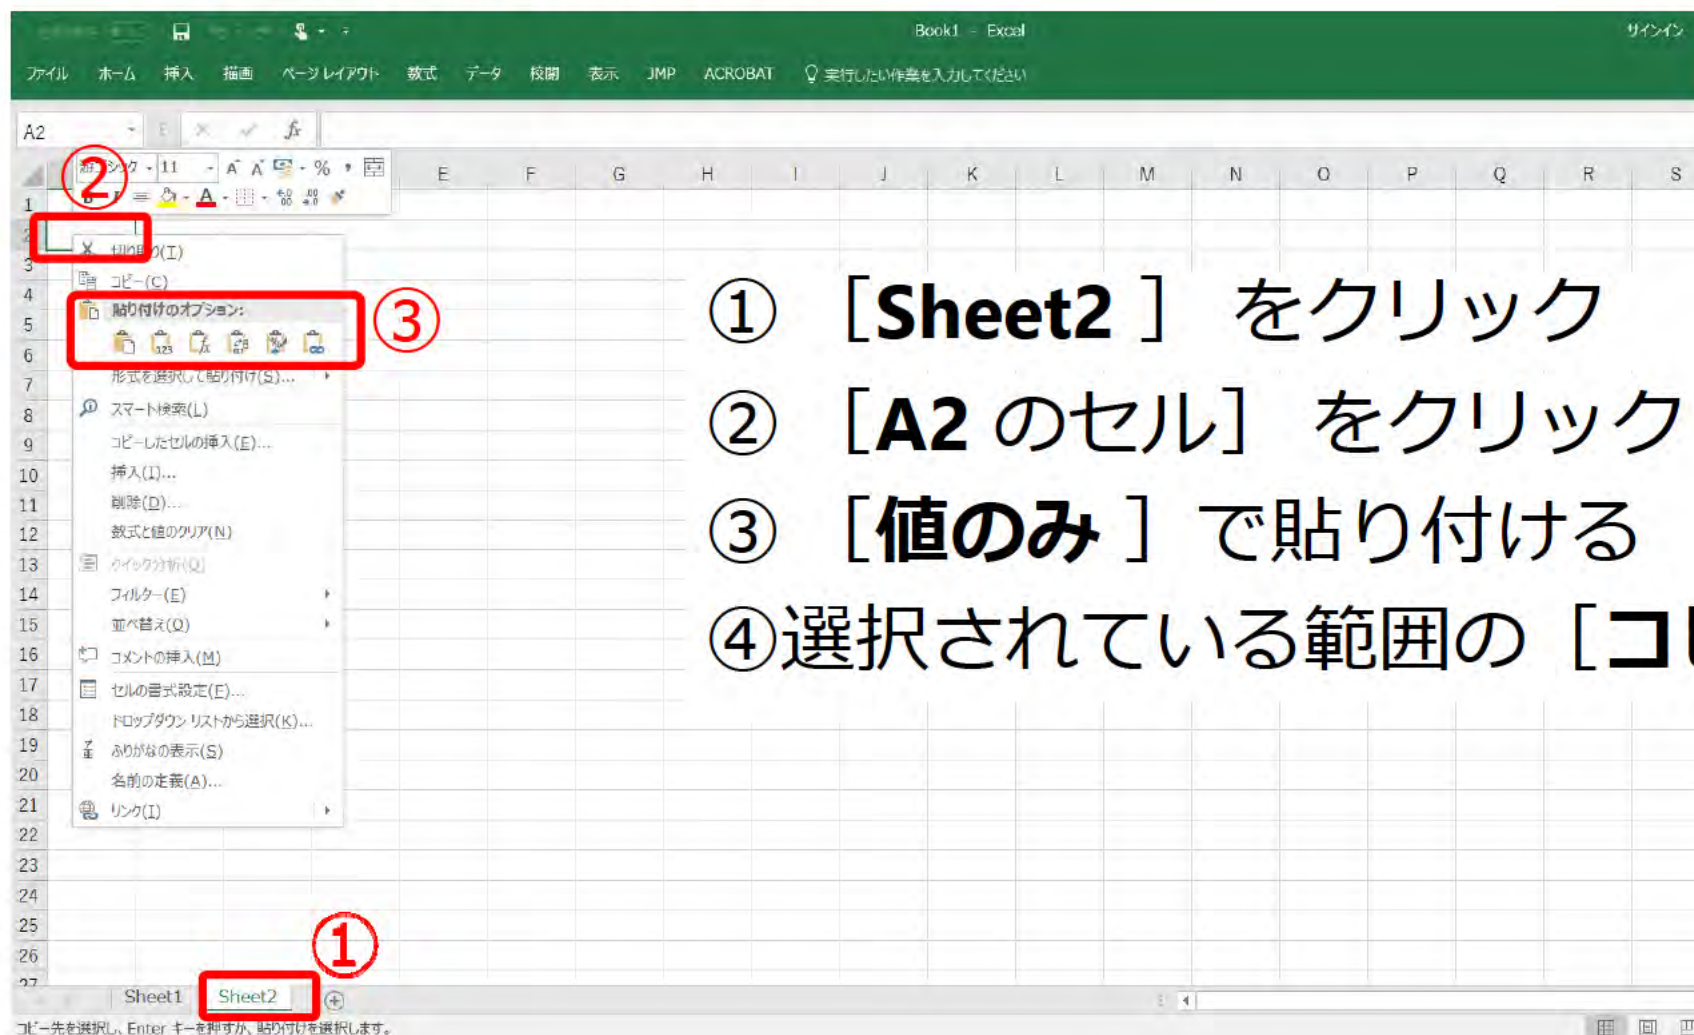 Book1 - Excel
サインイン
ファイル ホーム 挿入 描画 ページ レイアウト 数式 データ 校閲 表示 JMP ACROBAT 実行したい作業を入力してください
A2 fx
11 A A % ,
E F G H I J K L M N O P Q R S
②
1
2
3
4
5
6
7
8
9
10
11
12
13
14
15
16
17
18
19
20
21
22
23
24
25
26
27
切り取り(T)
コピー(C)
貼り付けのオプション:
③
形式を選択して貼り付け(S)...
スマート検索(L)
コピーしたセルの挿入(E)...
挿入(I)...
削除(D)...
数式と値のクリア(N)
クイック分析(Q)
フィルター(E)
並べ替え(O)
コメントの挿入(M)
セルの書式設定(F)...
ドロップダウン リストから選択(K)...
ふりがなの表示(S)
名前の定義(A)...
リンク(I)
① [Sheet2 ] をクリック
② [A2 のセル] をクリック
③ [値のみ ] で貼り付ける
④選択されている範囲の [コ
①
Sheet1 Sheet2
コピー先を選択し、Enter キーを押すか、貼り付けを選択します。